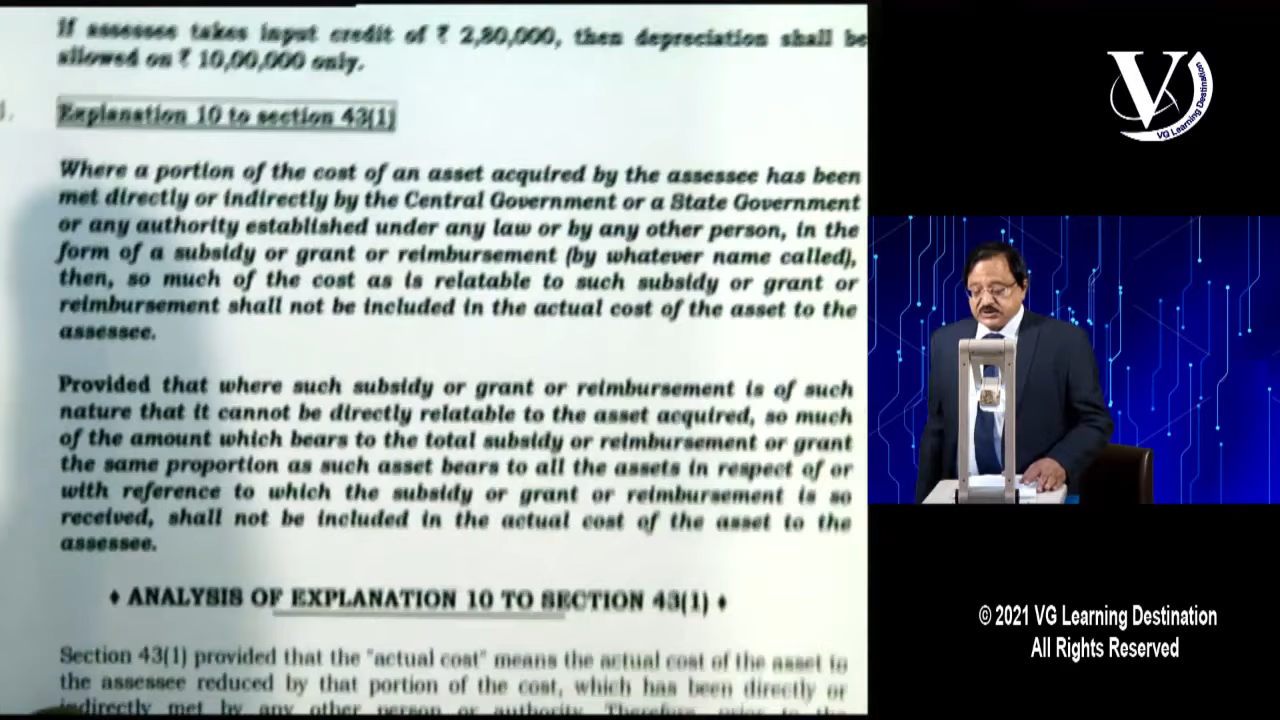 If assessee takes input credit of ₹ 2,80,000, then depreciation shall be
allowed on ₹ 10,00,000 only.
Explanation 10 to section 43(1)
Where a portion of the cost of an asset acquired by the assessee has been
met directly or indirectly by the Central Government or a State Government
or any authority established under any law or by any other person, in the
form of a subsidy or grant or reimbursement (by whatever name called),
then, so much of the cost as is relatable to such subsidy or grant or
reimbursement shall not be included in the actual cost of the asset to the
assessee.
Provided that where such subsidy or grant or reimbursement is of such
nature that it cannot be directly relatable to the asset acquired, so much
of the amount which bears to the total subsidy or reimbursement or grant
the same proportion as such asset bears to all the assets in respect of or
with reference to which the subsidy or grant or reimbursement is so
received, shall not be included in the actual cost of the asset to the
assessee.
♦ ANALYSIS OF EXPLANATION 10 TO SECTION 43(1) ♦
Section 43(1) provided that the "actual cost" means the actual cost of the asset to
the assessee reduced by that portion of the cost, which has been directly or
indirectly met by any other person or authority. Therefore, prior to the
V
VG Learning Destination
© 2021 VG Learning Destination
All Rights Reserved